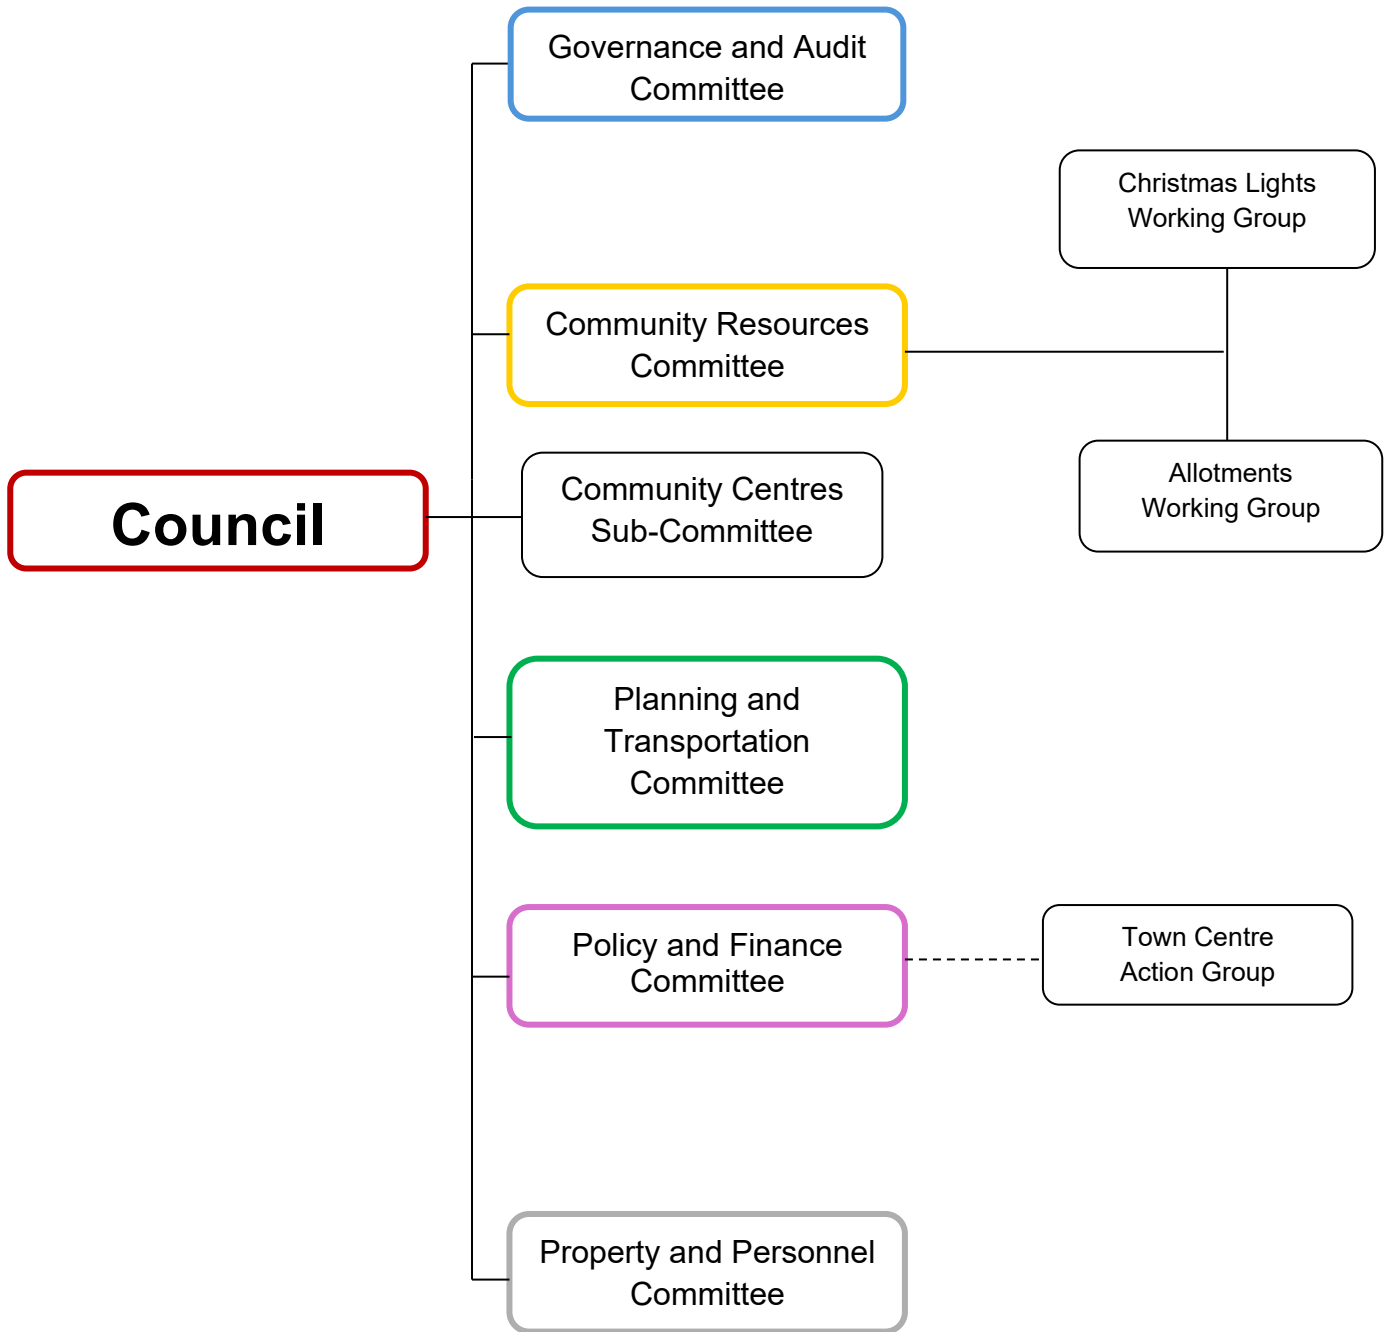 Governance and Audit
Committee
Christmas Lights
Working Group
Community Resources
Committee
Allotments
Working Group
Council
Community Centres
Sub-Committee
Planning and
Transportation
Committee
Policy and Finance
Committee
Town Centre
Action Group
Property and Personnel
Committee